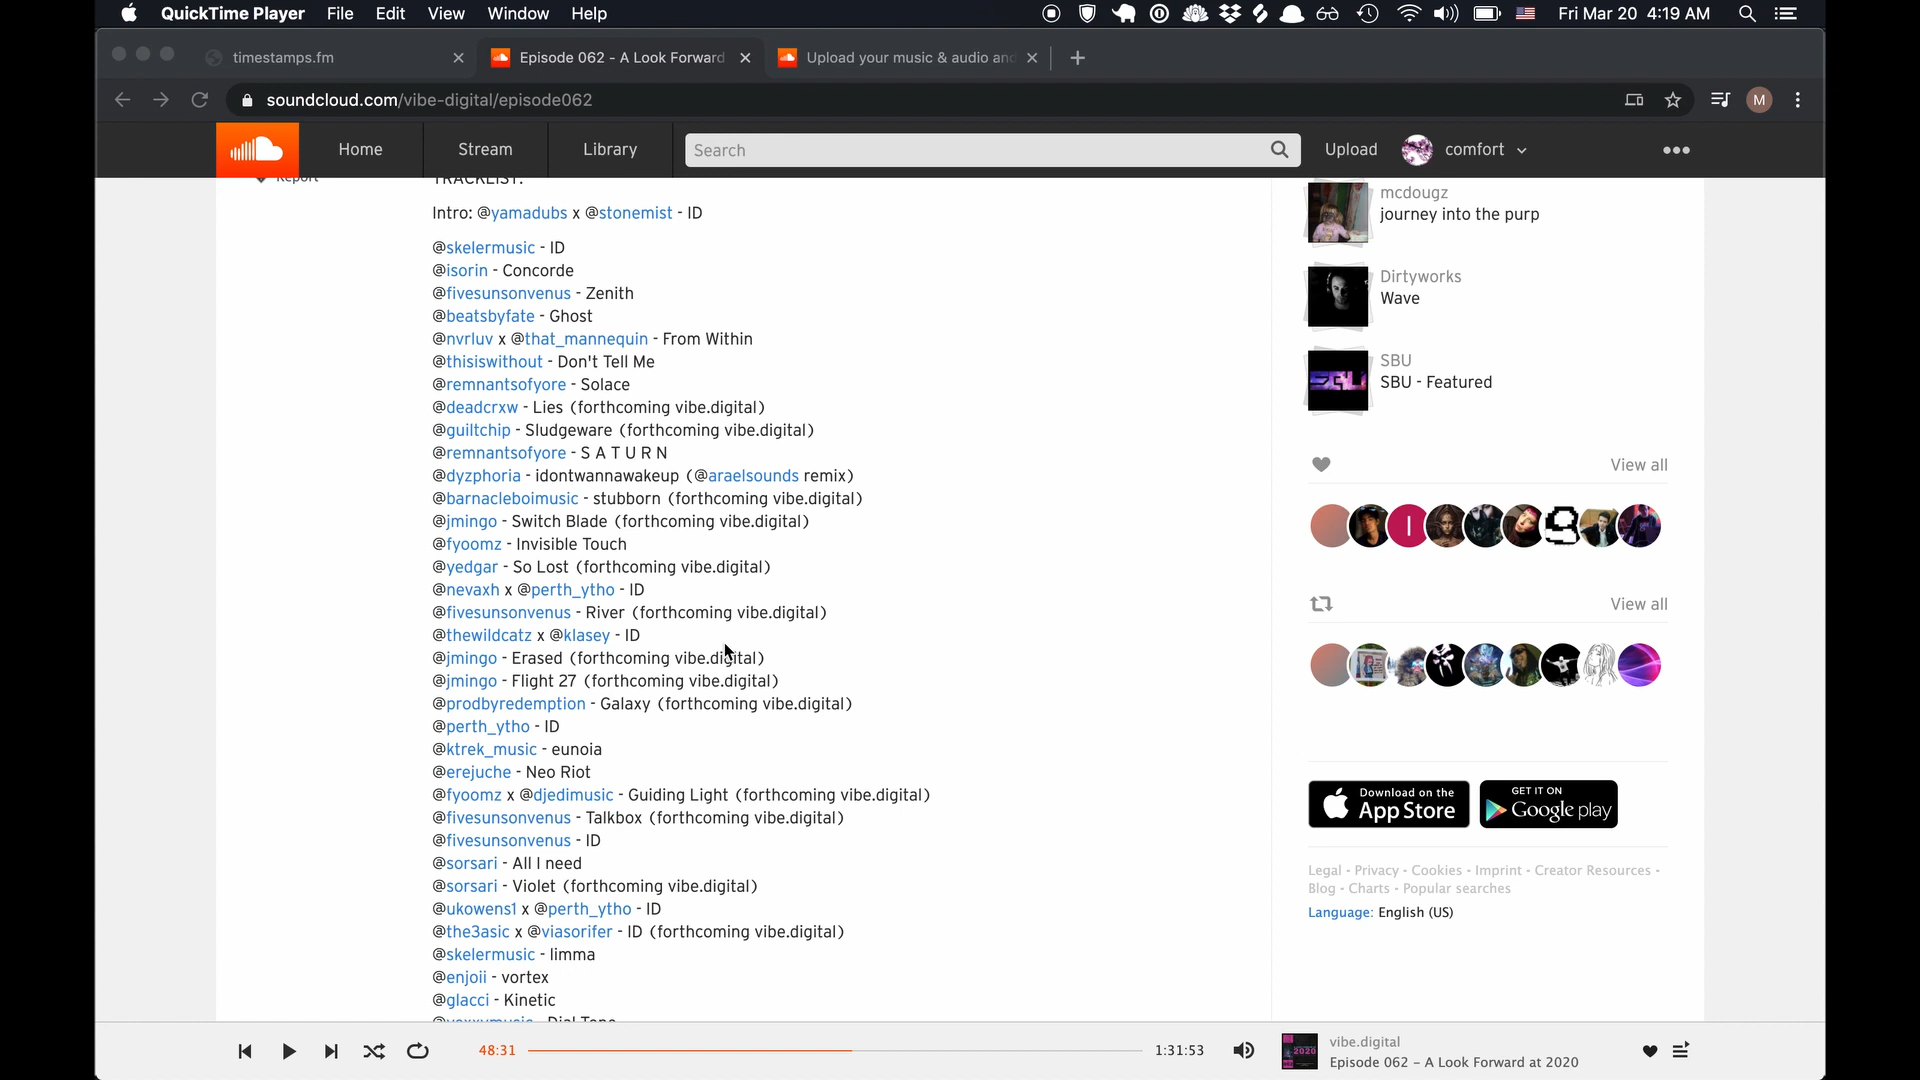 QuickTime Player File Edit View Window Help Fri Mar 20 4:19 AM
timestamps.fm
Episode 062 - A Look Forward
Upload your music & audio and
soundcloud.com/vibe-digital/episode062
M
Home Stream Library Search Upload comfort
Report
TRACKLIST:
Intro: @yamadubs x @stonemist - ID
@skelermusic - ID
@isorin - Concorde
@fivesunsonvenus - Zenith
@beatsbyfate - Ghost
@nvrluv x @that_mannequin - From Within
@thisiswithout - Don't Tell Me
@remnantsofyore - Solace
@deadcrxw - Lies (forthcoming vibe.digital)
@guiltchip - Sludgeware (forthcoming vibe.digital)
@remnantsofyore - S A T U R N
@dyzphoria - idontwannawakeup (@araelsounds remix)
@barnacleboimusic - stubborn (forthcoming vibe.digital)
@jmingo - Switch Blade (forthcoming vibe.digital)
@fyoomz - Invisible Touch
@yedgar - So Lost (forthcoming vibe.digital)
@nevaxh x @perth_ytho - ID
@fivesunsonvenus - River (forthcoming vibe.digital)
@thewildcatz x @klasey - ID
@jmingo - Erased (forthcoming vibe.digital)
@jmingo - Flight 27 (forthcoming vibe.digital)
@prodbyredemption - Galaxy (forthcoming vibe.digital)
@perth_ytho - ID
@ktrek_music - eunoia
@erejuche - Neo Riot
@fyoomz x @djedimusic - Guiding Light (forthcoming vibe.digital)
@fivesunsonvenus - Talkbox (forthcoming vibe.digital)
@fivesunsonvenus - ID
@sorsari - All I need
@sorsari - Violet (forthcoming vibe.digital)
@ukowens1 x @perth_ytho - ID
@the3asic x @viasorifer - ID (forthcoming vibe.digital)
@skelermusic - limma
@enjoii - vortex
@glacci - Kinetic
mcdougz
journey into the purp
Dirtyworks
Wave
SBU
SBU - Featured
View all
I
View all
Download on the
App Store
GET IT ON
Google play
Legal - Privacy - Cookies - Imprint - Creator Resources -
Blog - Charts - Popular searches
Language: English (US)
48:31
1:31:53
2020
vibe.digital
Episode 062 – A Look Forward at 2020